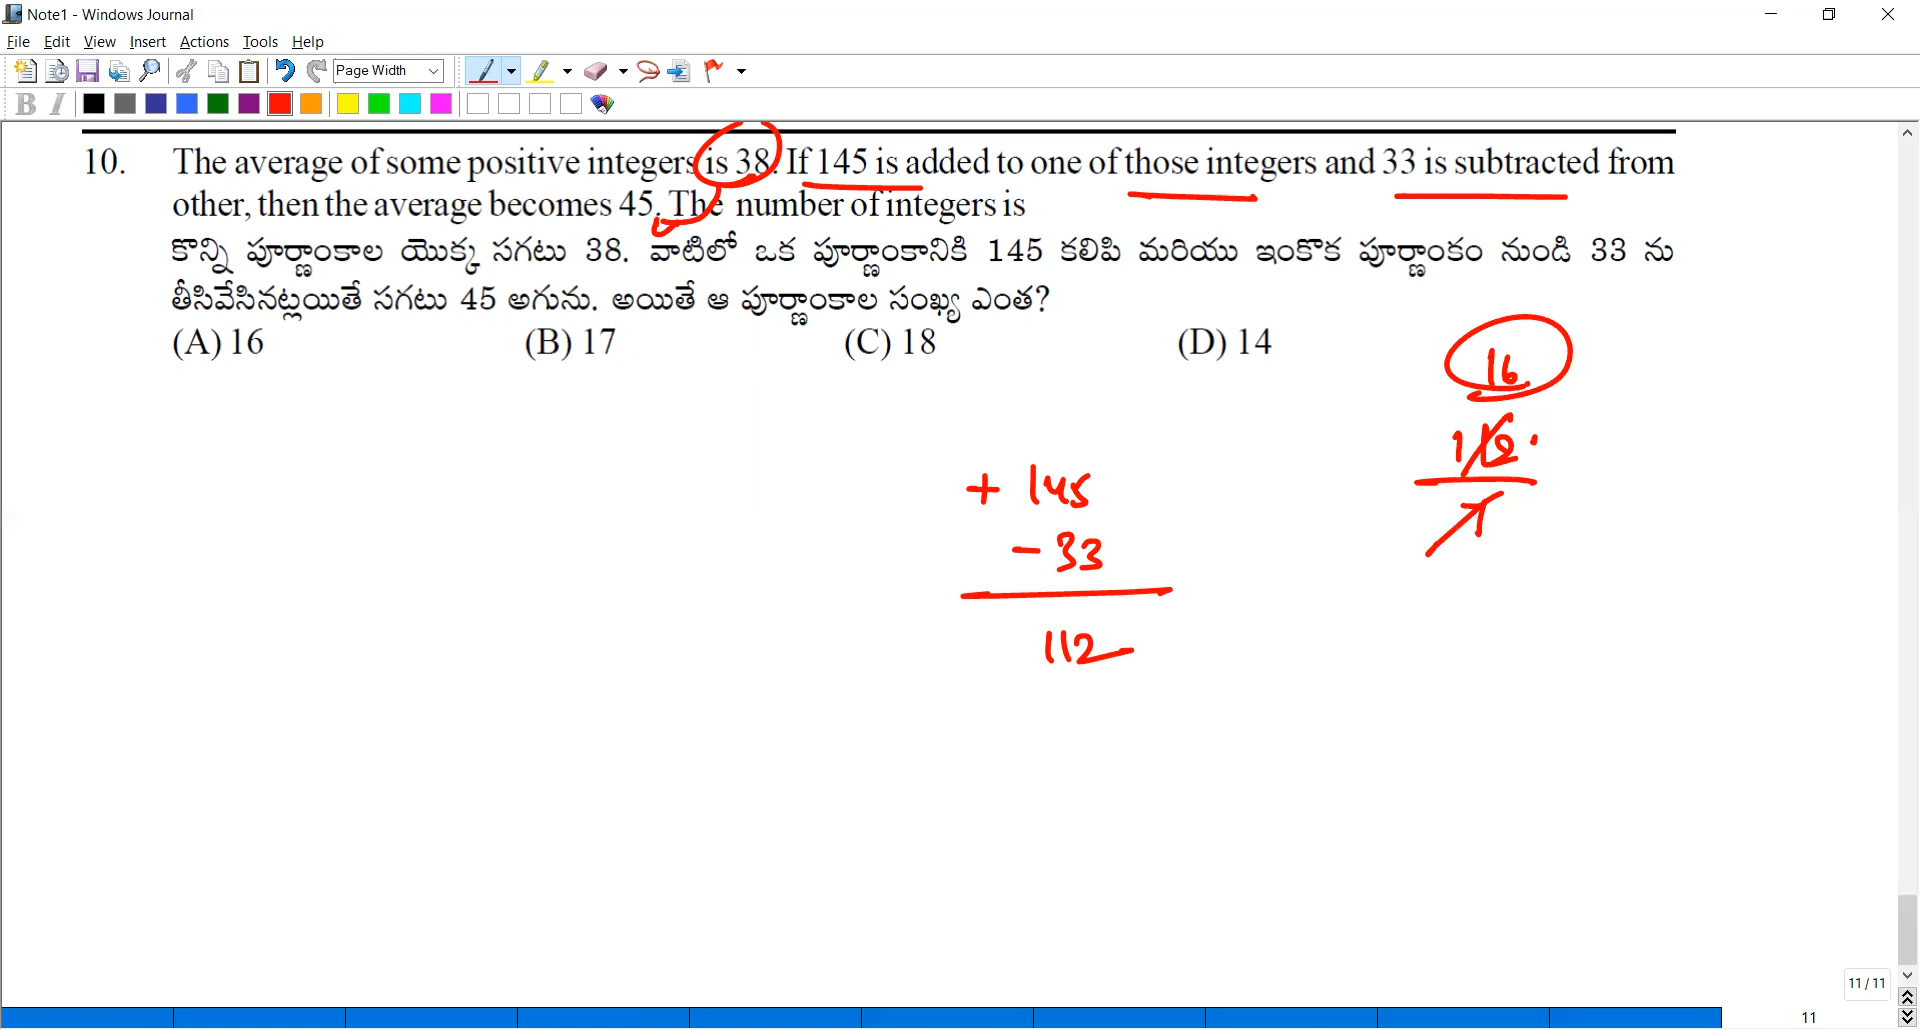 Note1 - Windows Journal
File Edit View Insert Actions Tools Help
Page Width
B I
10. The average of some positive integers is 38. If 145 is added to one of those integers and 33 is subtracted from
other, then the average becomes 45. The number of integers is
కొన్ని పూర్ణాంకాల యొక్క సగటు 38. వాటిలో ఒక పూర్ణాంకానికి 145 కలిపి మరియు ఇంకొక పూర్ణాంకం నుండి 33 ను
తీసివేసినట్లయితే సగటు 45 అగును. అయితే ఆ పూర్ణాంకాల సంఖ్య ఎంత?
(A) 16 (B) 17 (C) 18 (D) 14
16
112
7
+ 145
- 33
112
11 / 11
11